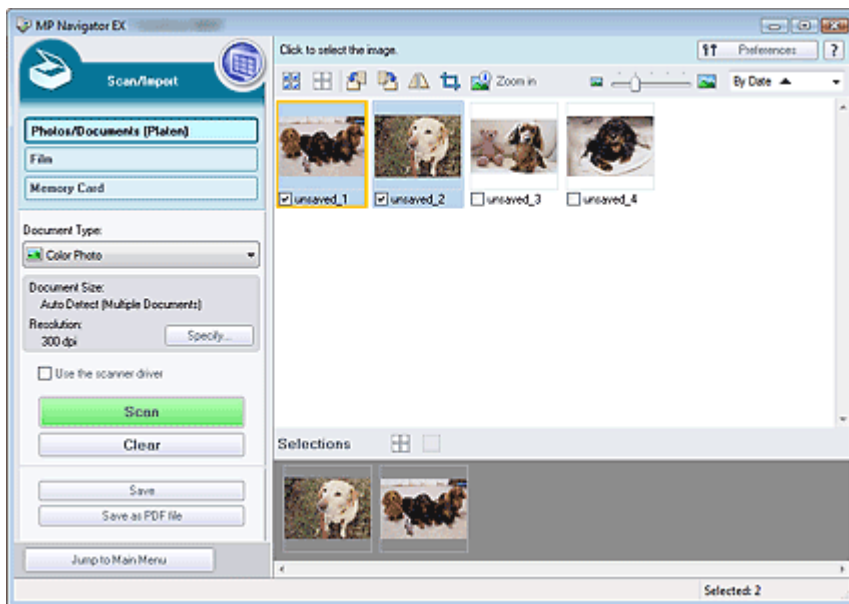 MP Navigator EX
Scan/Import
Photos/Documents (Platen)
Film
Memory Card
Document Type:
Color Photo
Document Size:
Auto Detect (Multiple Documents)
Resolution:
300 dpi
Specify...
Use the scanner driver
Scan
Clear
Save
Save as PDF file
Jump to Main Menu
Click to select the image.
Preferences
?
Zoom in
By Date
unsaved_1
unsaved_2
unsaved_3
unsaved_4
Selections
Selected: 2